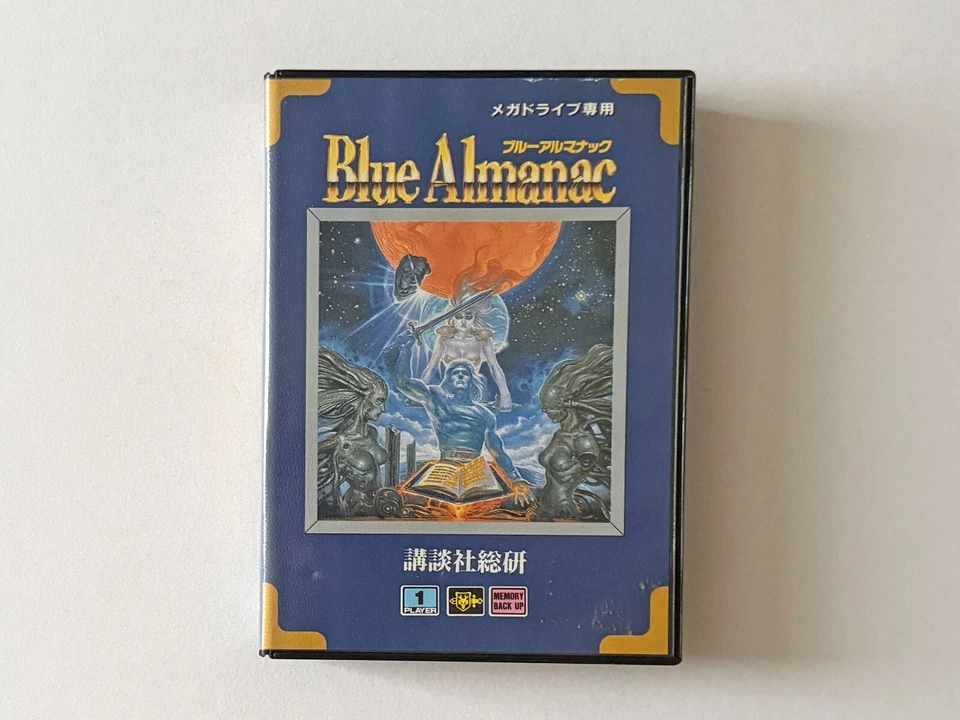 メガドライブ専用
ブルーアルマナック
Blue Almanac
講談社総研
1
PLAYER
MEMORY
BACK UP